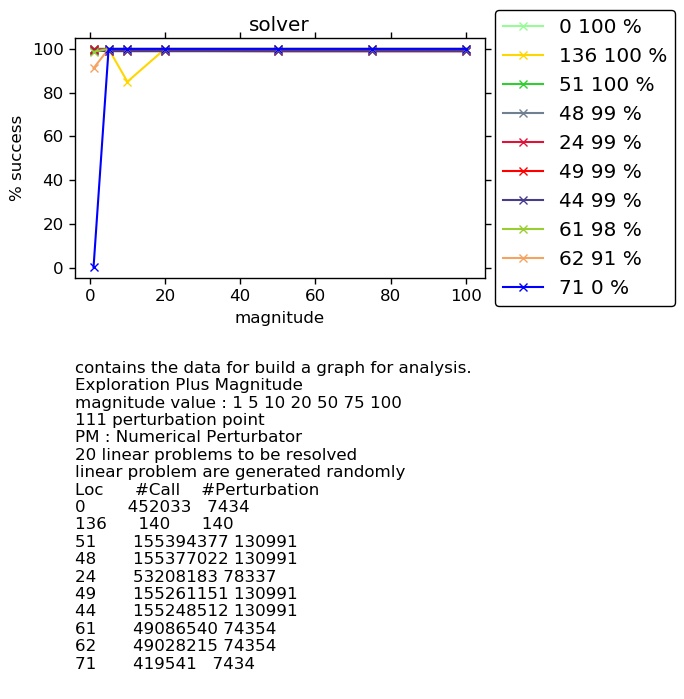 solver
100
80
60
40
20
0
% success
0 20 40 60 80 100
magnitude
0 100 %
136 100 %
51 100 %
48 99 %
24 99 %
49 99 %
44 99 %
61 98 %
62 91 %
71 0 %
contains the data for build a graph for analysis.
Exploration Plus Magnitude
magnitude value : 1 5 10 20 50 75 100
111 perturbation point
PM : Numerical Perturbator
20 linear problems to be resolved
linear problem are generated randomly
Loc #Call #Perturbation
0 452033 7434
136 140 140
51 155394377 130991
48 155377022 130991
24 53208183 78337
49 155261151 130991
44 155248512 130991
61 49086540 74354
62 49028215 74354
71 419541 7434